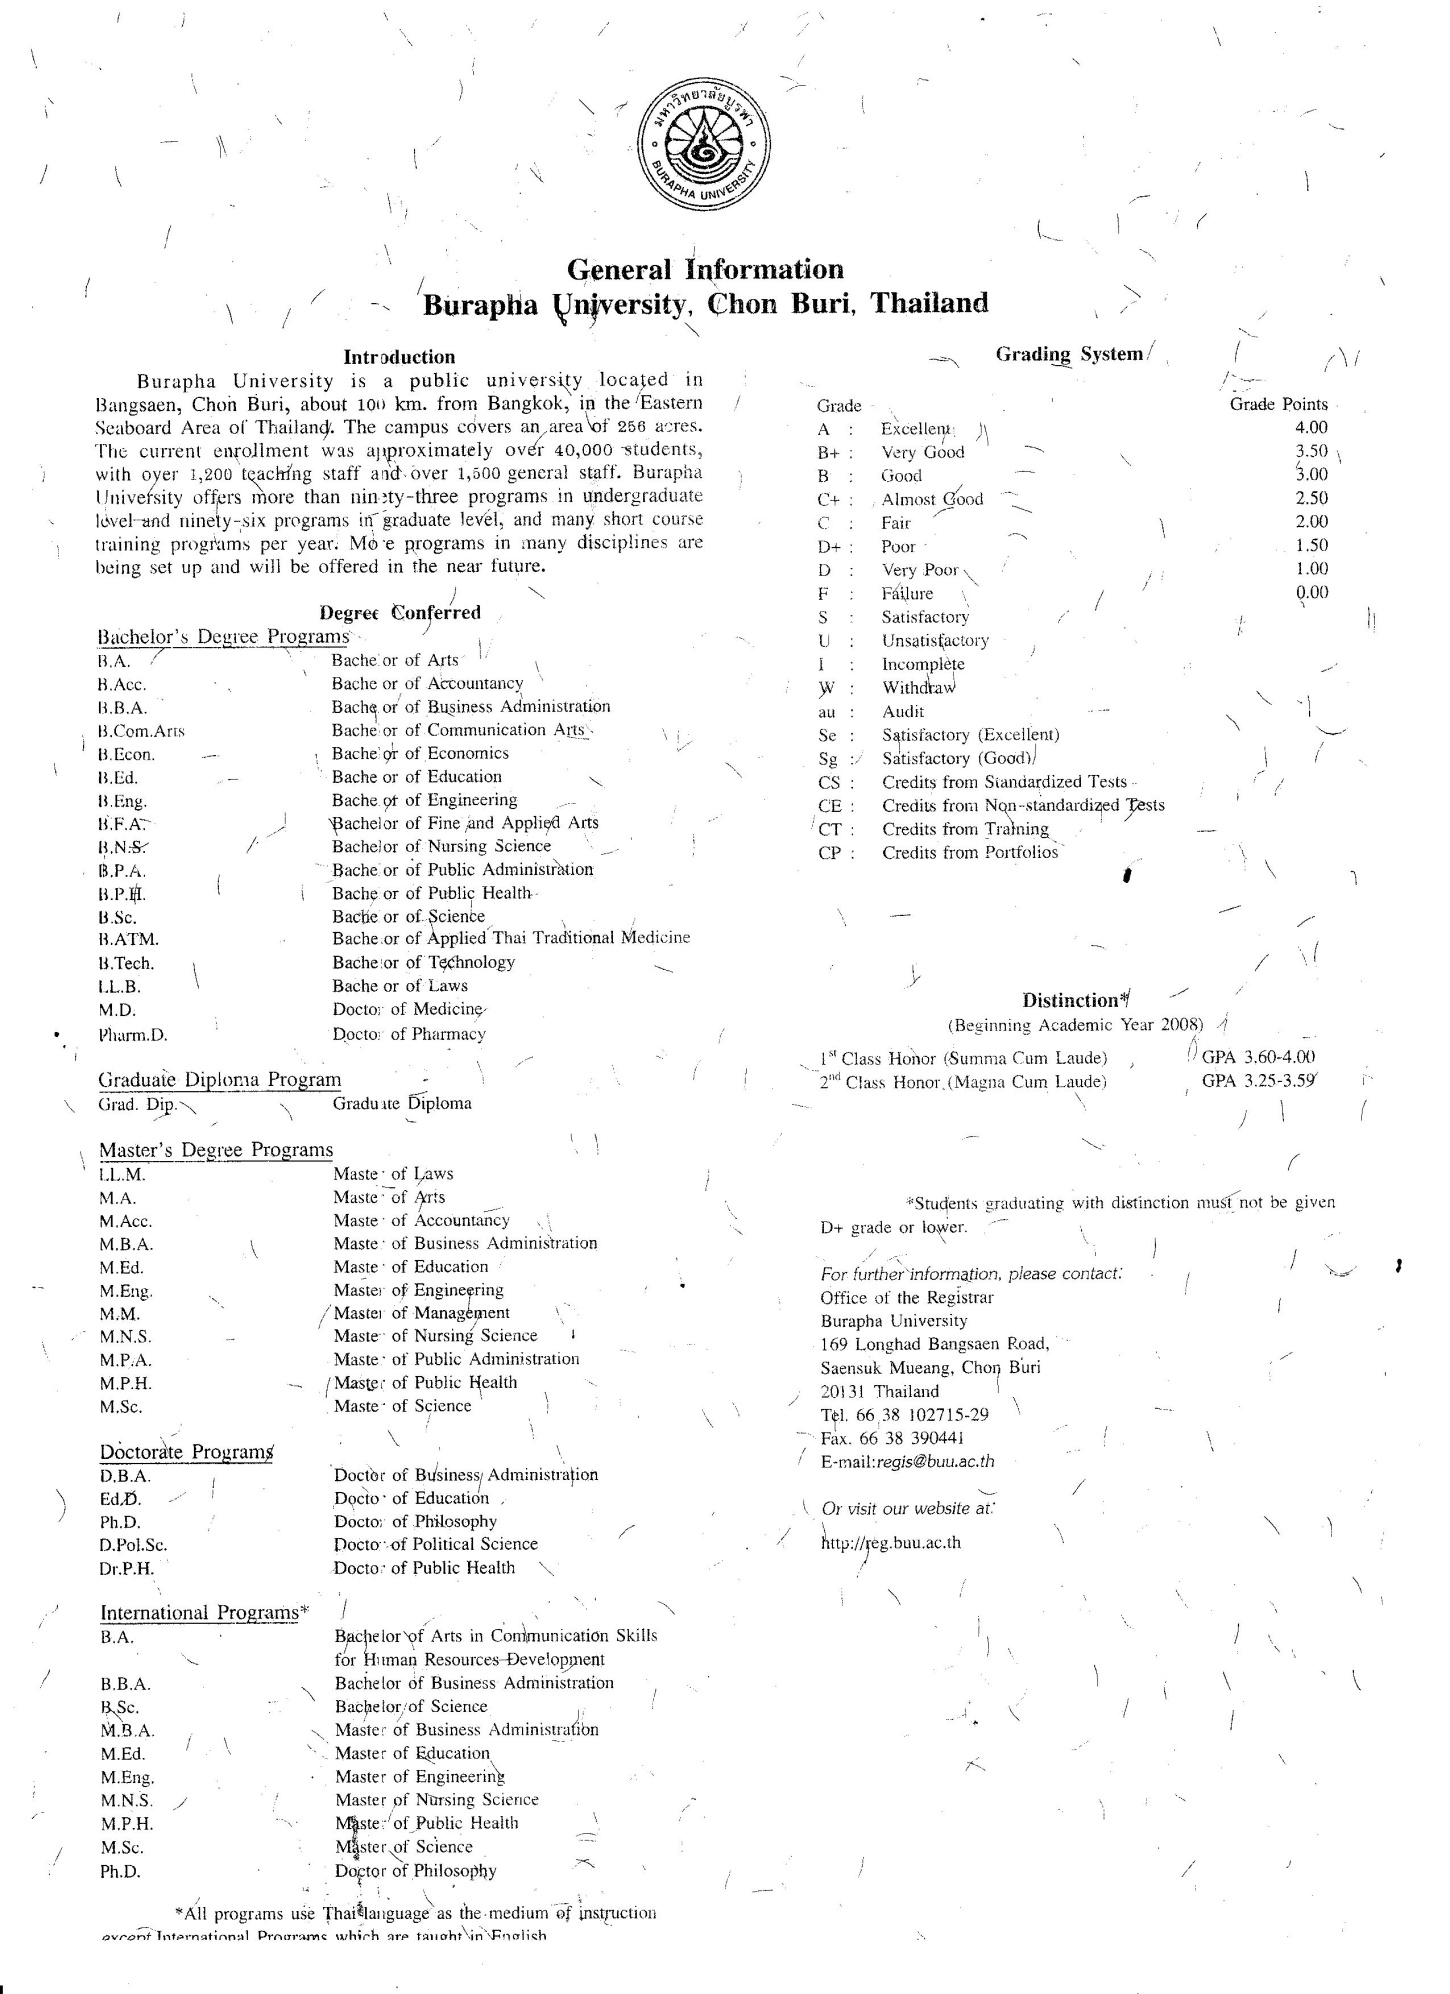 มหาวิทยาลัยบูรพา
BURAPHA UNIVERSITY
General Information
Burapha University, Chon Buri, Thailand
Introduction
Burapha University is a public university located in
Bangsaen, Chon Buri, about 100 km. from Bangkok, in the Eastern
Seaboard Area of Thailand. The campus covers an area of 256 acres.
The current enrollment was approximately over 40,000 students,
with over 1,200 teaching staff and over 1,500 general staff. Burapha
University offers more than ninety-three programs in undergraduate
level and ninety-six programs in graduate level, and many short course
training programs per year. More programs in many disciplines are
being set up and will be offered in the near future.
Degree Conferred
Bachelor's Degree Programs
B.A. Bachelor of Arts
B.Acc. Bachelor of Accountancy
B.B.A. Bachelor of Business Administration
B.Com.Arts Bachelor of Communication Arts
B.Econ. Bachelor of Economics
B.Ed. Bachelor of Education
B.Eng. Bachelor of Engineering
B.F.A. Bachelor of Fine and Applied Arts
B.N.S. Bachelor of Nursing Science
B.P.A. Bachelor of Public Administration
B.P.H. Bachelor of Public Health
B.Sc. Bachelor of Science
B.ATM. Bachelor of Applied Thai Traditional Medicine
B.Tech. Bachelor of Technology
LL.B. Bachelor of Laws
M.D. Doctor of Medicine
Pharm.D. Doctor of Pharmacy
Graduate Diploma Program
Grad. Dip. Graduate Diploma
Master's Degree Programs
LL.M. Master of Laws
M.A. Master of Arts
M.Acc. Master of Accountancy
M.B.A. Master of Business Administration
M.Ed. Master of Education
M.Eng. Master of Engineering
M.M. Master of Management
M.N.S. Master of Nursing Science
M.P.A. Master of Public Administration
M.P.H. Master of Public Health
M.Sc. Master of Science
Doctorate Programs
D.B.A. Doctor of Business Administration
Ed.D. Doctor of Education
Ph.D. Doctor of Philosophy
D.Pol.Sc. Doctor of Political Science
Dr.P.H. Doctor of Public Health
International Programs*
B.A. Bachelor of Arts in Communication Skills
for Human Resources Development
B.B.A. Bachelor of Business Administration
B.Sc. Bachelor of Science
M.B.A. Master of Business Administration
M.Ed. Master of Education
M.Eng. Master of Engineering
M.N.S. Master of Nursing Science
M.P.H. Master of Public Health
M.Sc. Master of Science
Ph.D. Doctor of Philosophy
*All programs use Thai language as the medium of instruction
except International Programs which are taught in English
Grading System
Grade Grade Points
A : Excellent 4.00
B+ : Very Good 3.50
B : Good 3.00
C+ : Almost Good 2.50
C : Fair 2.00
D+ : Poor 1.50
D : Very Poor 1.00
F : Failure 0.00
S : Satisfactory
U : Unsatisfactory
I : Incomplete
W : Withdraw
au : Audit
Se : Satisfactory (Excellent)
Sg : Satisfactory (Good)
CS : Credits from Standardized Tests
CE : Credits from Non-standardized Tests
CT : Credits from Training
CP : Credits from Portfolios
Distinction*
(Beginning Academic Year 2008)
1st Class Honor (Summa Cum Laude) GPA 3.60-4.00
2nd Class Honor (Magna Cum Laude) GPA 3.25-3.59
*Students graduating with distinction must not be given
D+ grade or lower.
For further information, please contact:
Office of the Registrar
Burapha University
169 Longhad Bangsaen Road,
Saensuk Mueang, Chon Buri
20131 Thailand
Tel. 66 38 102715-29
Fax. 66 38 390441
E-mail:regis@buu.ac.th
Or visit our website at:
http://reg.buu.ac.th